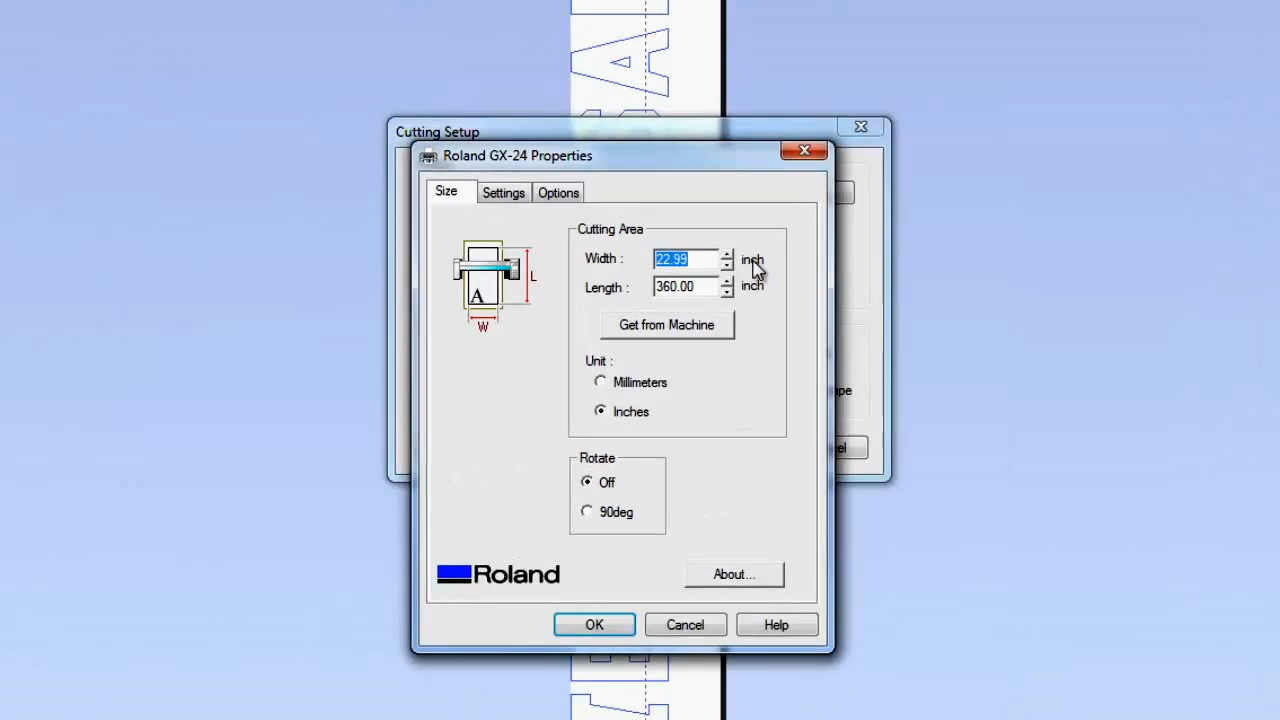 Cutting Setup
Roland GX-24 Properties
Size Settings Options
Cutting Area
Width : 22.99 inch
Length : 360.00 inch
L
A
W
Get from Machine
Unit :
Millimeters
Inches
Rotate
Off
90deg
Roland
About...
OK Cancel Help